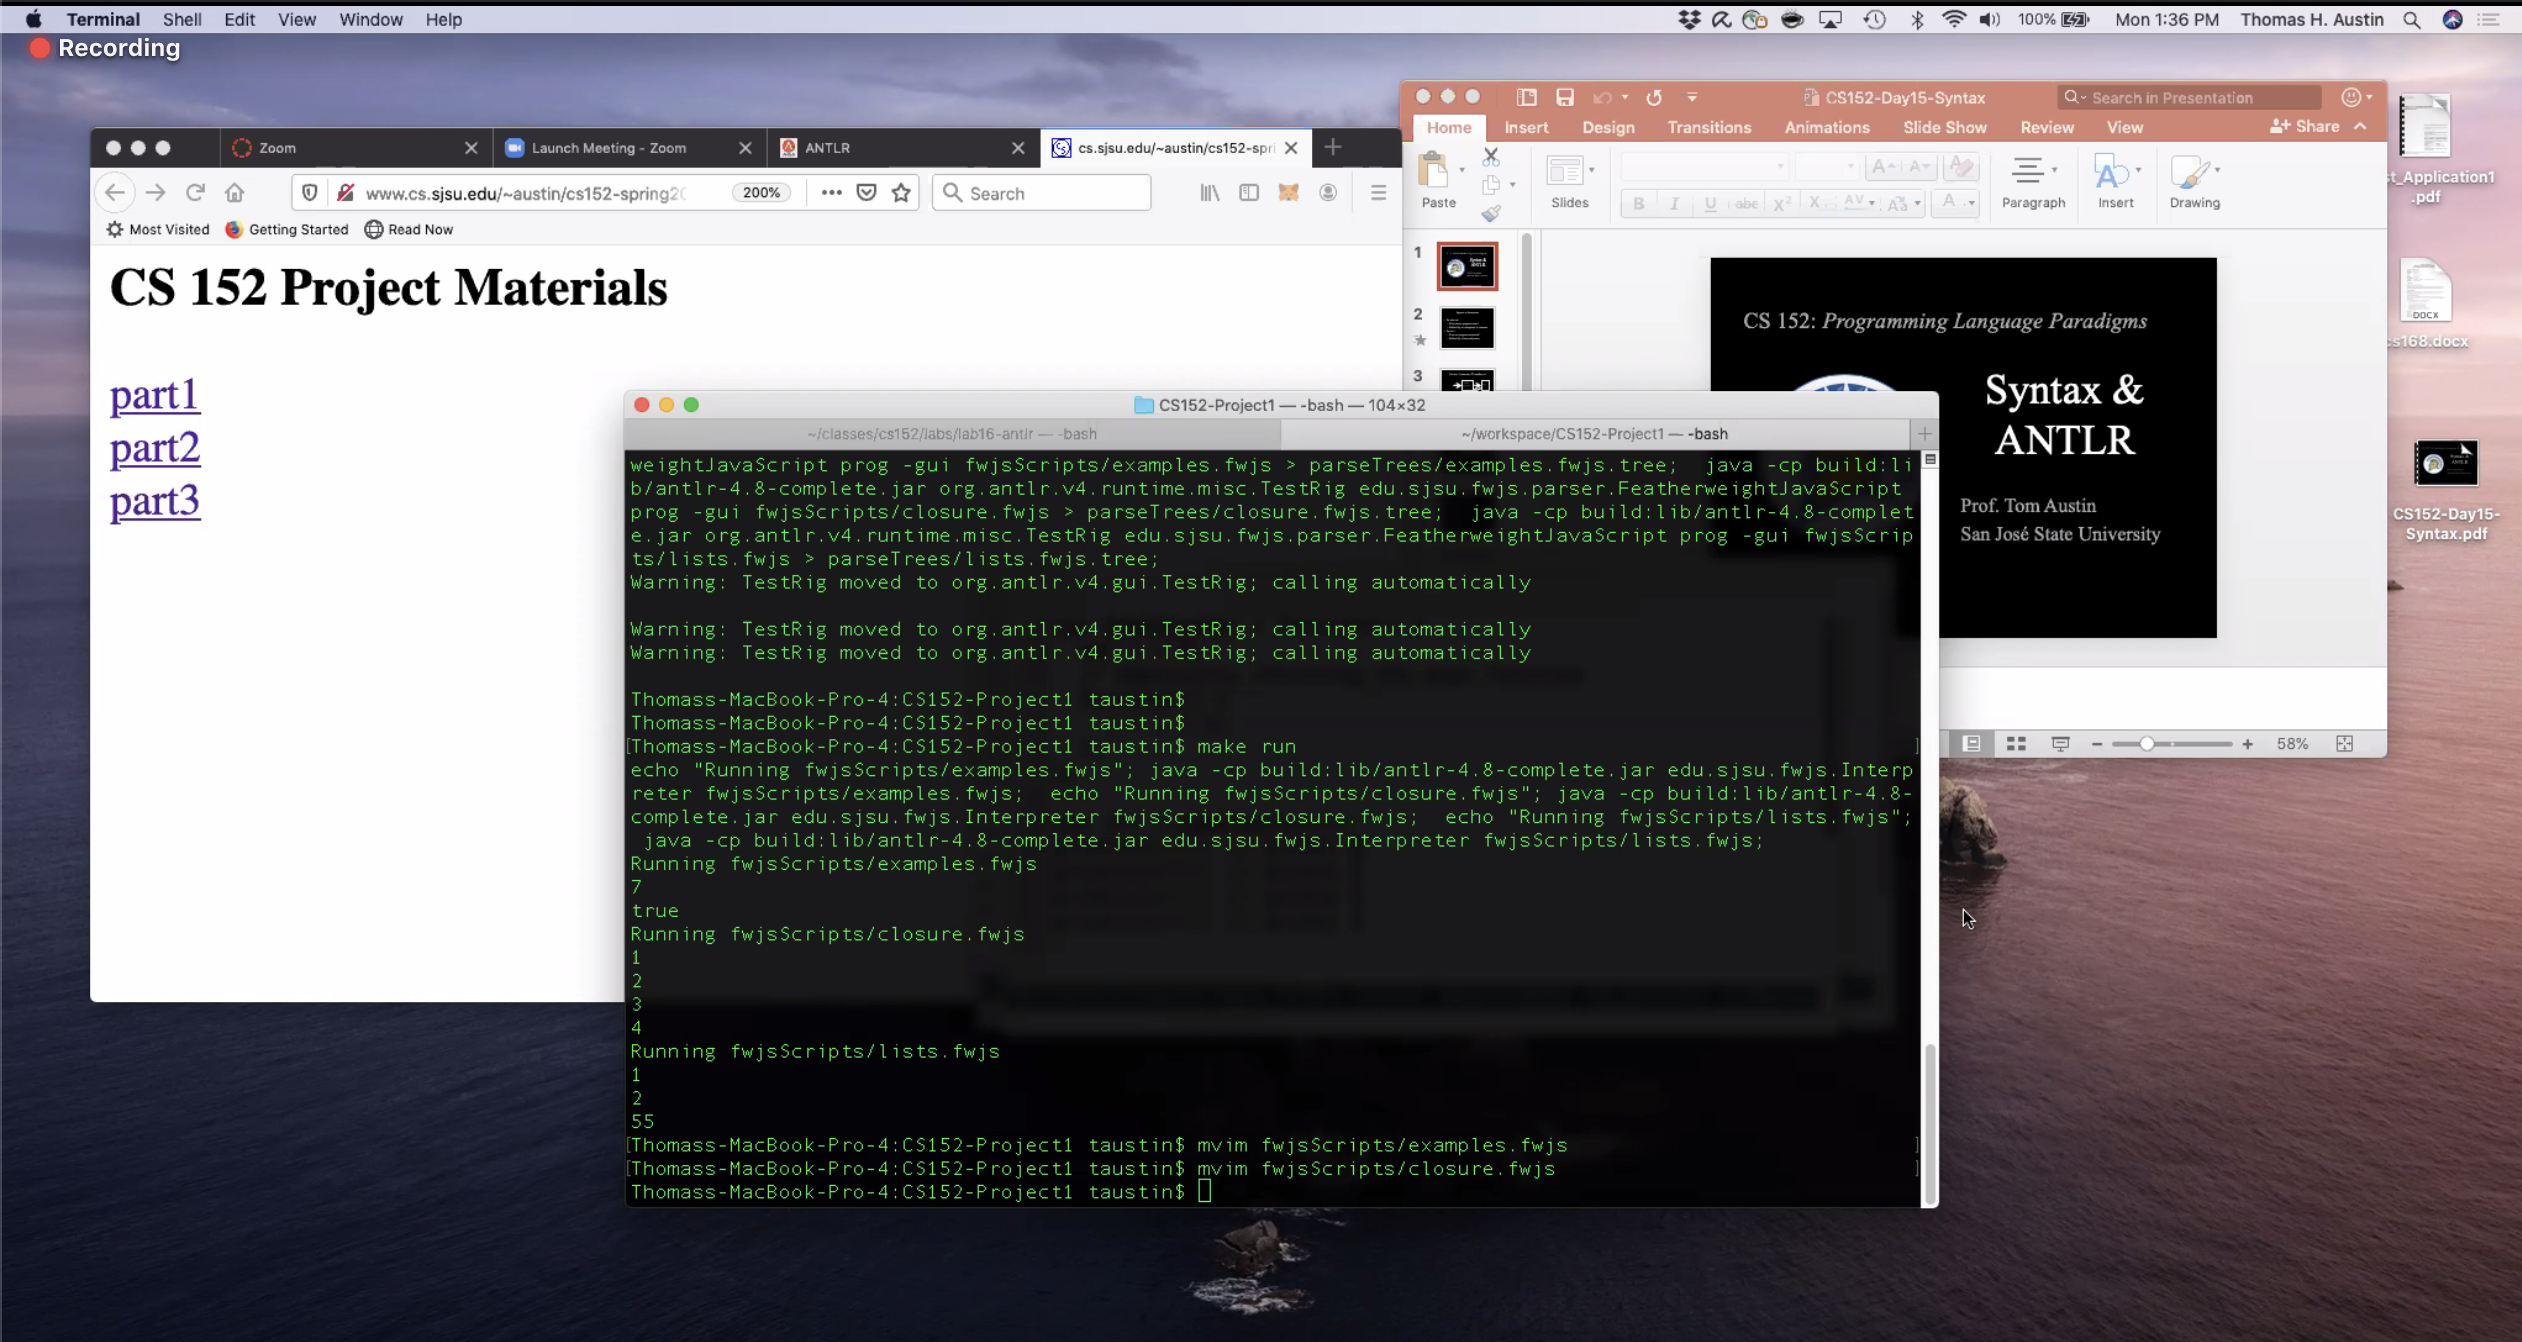 Terminal Shell Edit View Window Help
100% Mon 1:36 PM Thomas H. Austin
Recording
Zoom
Launch Meeting - Zoom
ANTLR
cs.sjsu.edu/~austin/cs152-spri
www.cs.sjsu.edu/~austin/cs152-spring20
200%
Search
Most Visited Getting Started Read Now
CS 152 Project Materials
part1
part2
part3
CS152-Day15-Syntax
Search in Presentation
Home Insert Design Transitions Animations Slide Show Review View Share
Paste Slides Paragraph Insert Drawing
1
2
3
CS 152: Programming Language Paradigms
Syntax &
ANTLR
Prof. Tom Austin
San José State University
58%
t_Application1
.pdf
DOCX
cs168.docx
CS152-Day15-
Syntax.pdf
CS152-Project1 — -bash — 104×32
~/classes/cs152/labs/lab16-antlr — -bash
~/workspace/CS152-Project1 — -bash
weightJavaScript prog -gui fwjsScripts/examples.fwjs > parseTrees/examples.fwjs.tree;  java -cp build:li
b/antlr-4.8-complete.jar org.antlr.v4.runtime.misc.TestRig edu.sjsu.fwjs.parser.FeatherweightJavaScript
prog -gui fwjsScripts/closure.fwjs > parseTrees/closure.fwjs.tree;  java -cp build:lib/antlr-4.8-complet
e.jar org.antlr.v4.runtime.misc.TestRig edu.sjsu.fwjs.parser.FeatherweightJavaScript prog -gui fwjsScrip
ts/lists.fwjs > parseTrees/lists.fwjs.tree;
Warning: TestRig moved to org.antlr.v4.gui.TestRig; calling automatically
Warning: TestRig moved to org.antlr.v4.gui.TestRig; calling automatically
Warning: TestRig moved to org.antlr.v4.gui.TestRig; calling automatically
Thomass-MacBook-Pro-4:CS152-Project1 taustin$
Thomass-MacBook-Pro-4:CS152-Project1 taustin$
[Thomass-MacBook-Pro-4:CS152-Project1 taustin$ make run ]
echo "Running fwjsScripts/examples.fwjs"; java -cp build:lib/antlr-4.8-complete.jar edu.sjsu.fwjs.Interp
reter fwjsScripts/examples.fwjs;  echo "Running fwjsScripts/closure.fwjs"; java -cp build:lib/antlr-4.8-
complete.jar edu.sjsu.fwjs.Interpreter fwjsScripts/closure.fwjs;  echo "Running fwjsScripts/lists.fwjs";
java -cp build:lib/antlr-4.8-complete.jar edu.sjsu.fwjs.Interpreter fwjsScripts/lists.fwjs;
Running fwjsScripts/examples.fwjs
7
true
Running fwjsScripts/closure.fwjs
1
2
3
4
Running fwjsScripts/lists.fwjs
1
2
55
[Thomass-MacBook-Pro-4:CS152-Project1 taustin$ mvim fwjsScripts/examples.fwjs ]
[Thomass-MacBook-Pro-4:CS152-Project1 taustin$ mvim fwjsScripts/closure.fwjs ]
Thomass-MacBook-Pro-4:CS152-Project1 taustin$